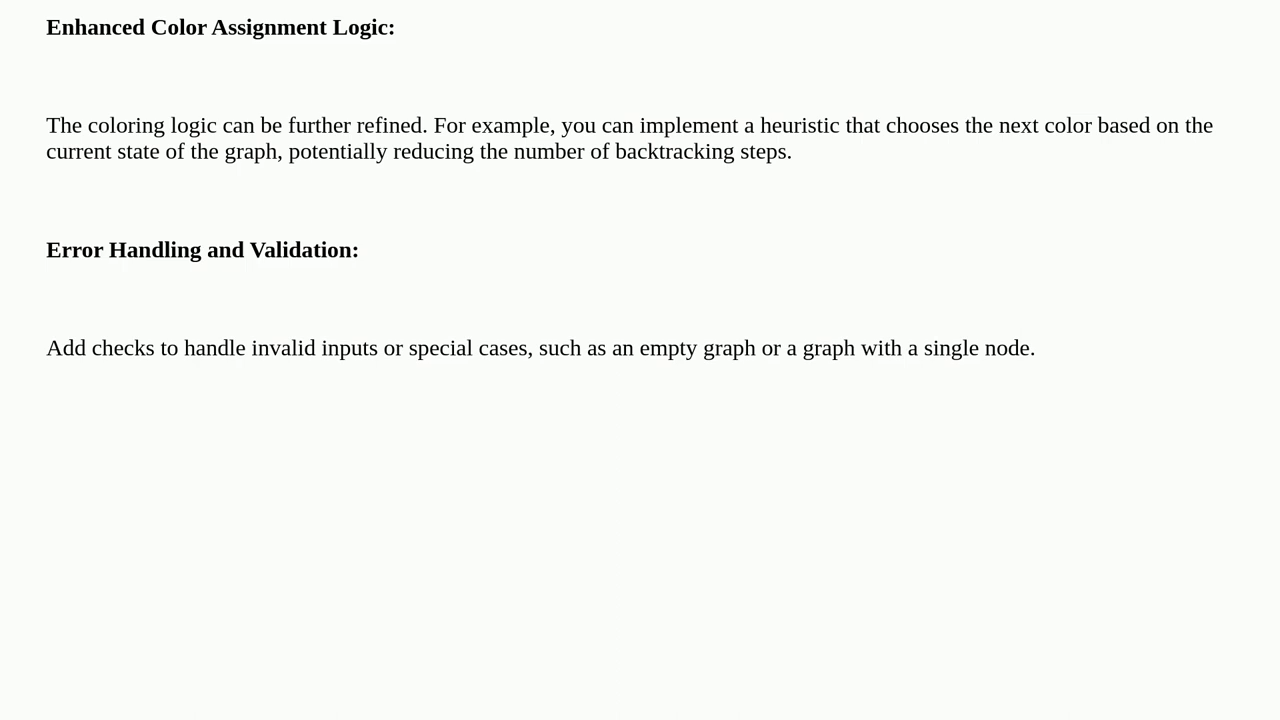 Enhanced Color Assignment Logic:
The coloring logic can be further refined. For example, you can implement a heuristic that chooses the next color based on the
current state of the graph, potentially reducing the number of backtracking steps.
Error Handling and Validation:
Add checks to handle invalid inputs or special cases, such as an empty graph or a graph with a single node.